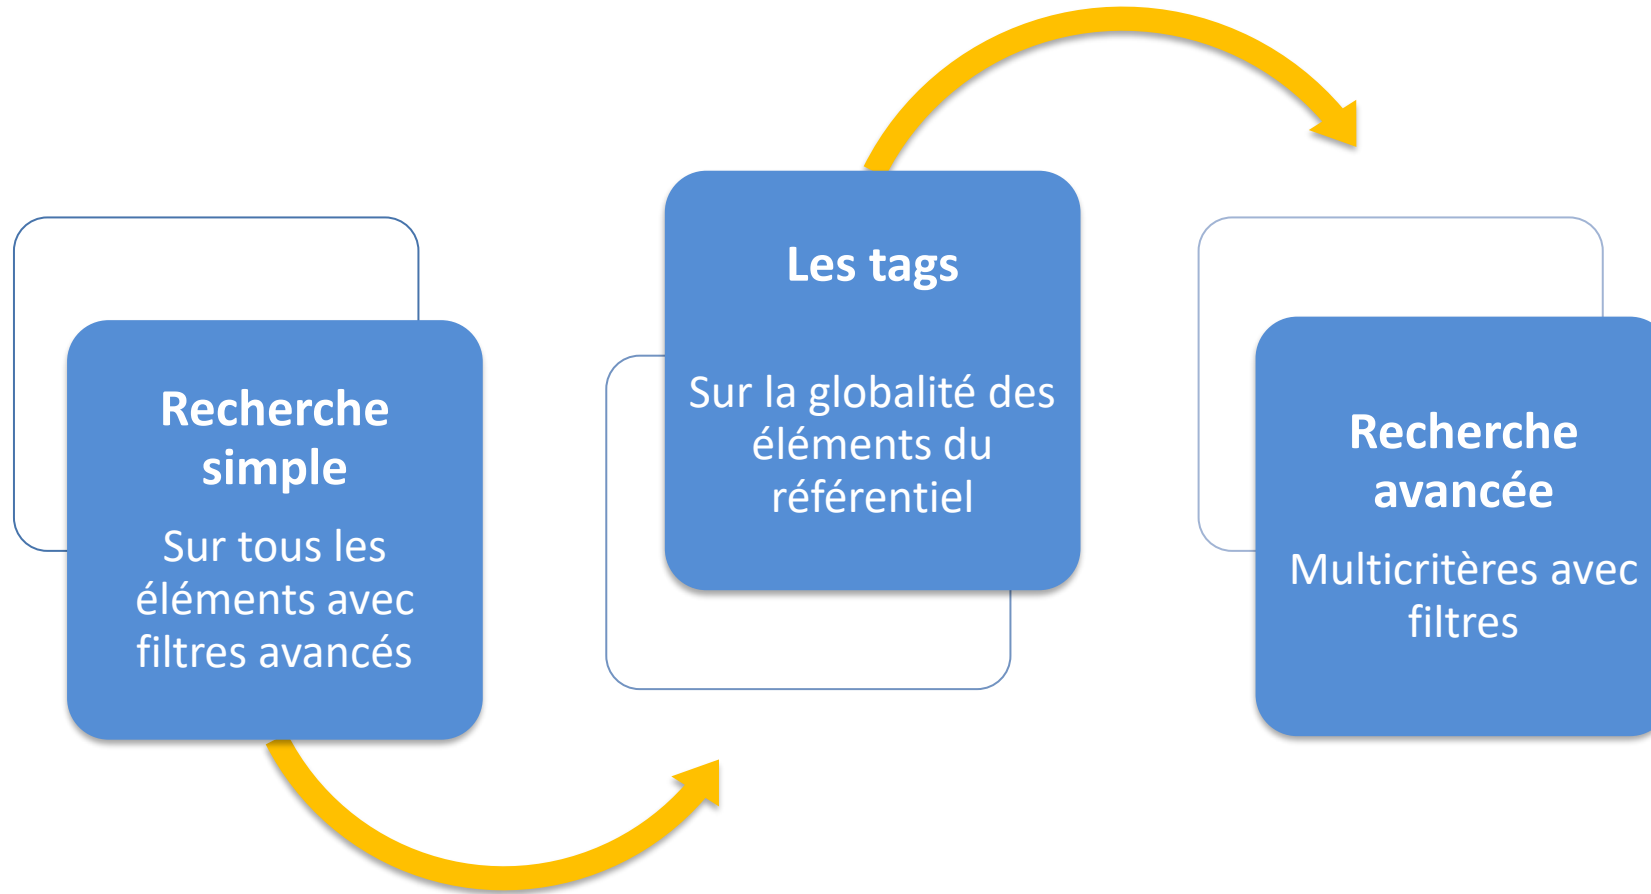 Recherche
simple
Sur tous les
éléments avec
filtres avancés
Les tags
Sur la globalité des
éléments du
référentiel
Recherche
avancée
Multicritères avec
filtres